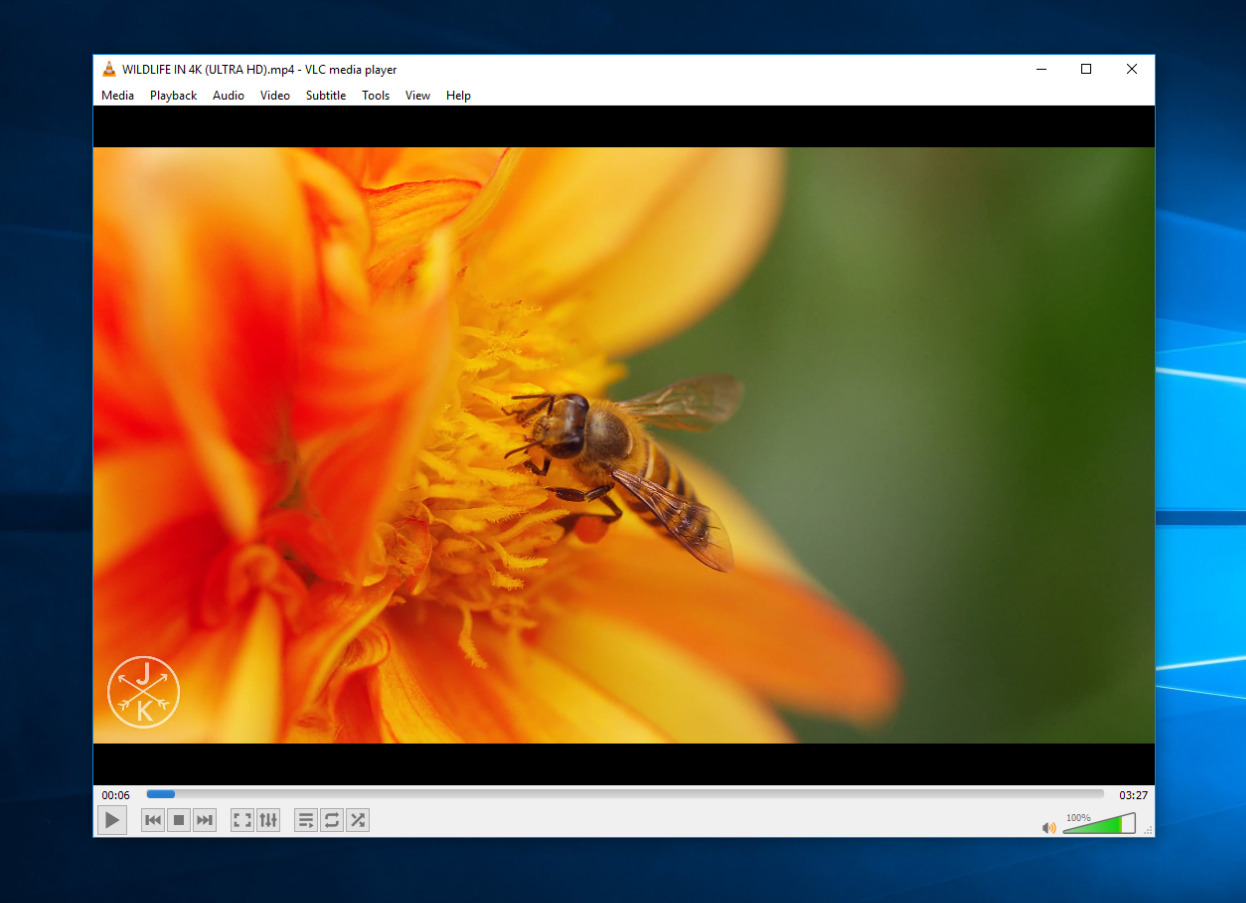 WILDLIFE IN 4K (ULTRA HD).mp4 - VLC media player
Media Playback Audio Video Subtitle Tools View Help
J
K
00:06 03:27
100%